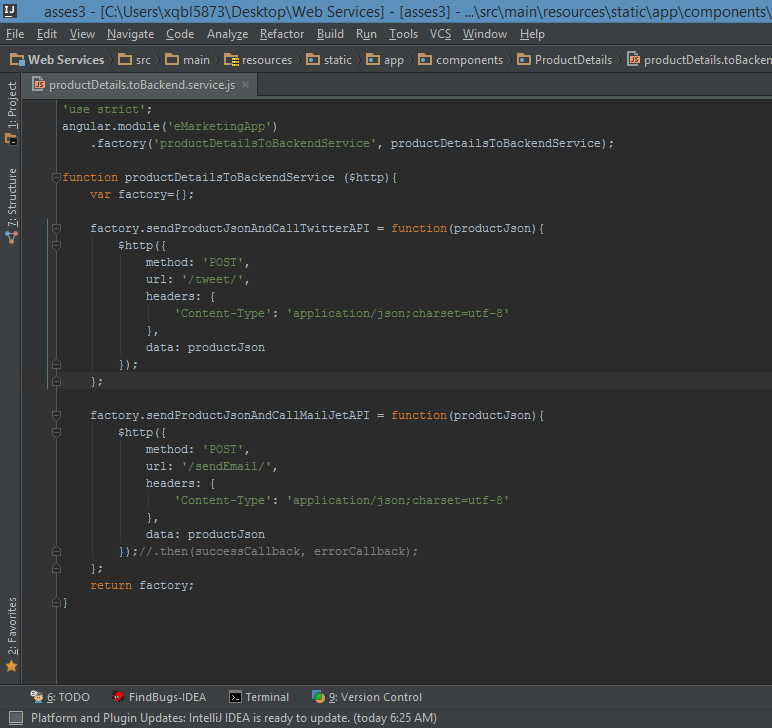 asses3 - [C:\Users\xqbl5873\Desktop\Web Services] - [asses3] - ...\src\main\resources\static\app\components\
File Edit View Navigate Code Analyze Refactor Build Run Tools VCS Window Help
Web Services src main resources static app components ProductDetails productDetails.toBacken
productDetails.toBackend.service.js
1: Project
7: Structure
2: Favorites
'use strict';
angular.module('eMarketingApp')
    .factory('productDetailsToBackendService', productDetailsToBackendService);
function productDetailsToBackendService ($http){
    var factory={};
    factory.sendProductJsonAndCallTwitterAPI = function(productJson){
        $http({
            method: 'POST',
            url: '/tweet/',
            headers: {
                'Content-Type': 'application/json;charset=utf-8'
            },
            data: productJson
        });
    };
    factory.sendProductJsonAndCallMailJetAPI = function(productJson){
        $http({
            method: 'POST',
            url: '/sendEmail/',
            headers: {
                'Content-Type': 'application/json;charset=utf-8'
            },
            data: productJson
        });//.then(successCallback, errorCallback);
    };
    return factory;
}
6: TODO FindBugs-IDEA Terminal 9: Version Control
Platform and Plugin Updates: IntelliJ IDEA is ready to update. (today 6:25 AM)